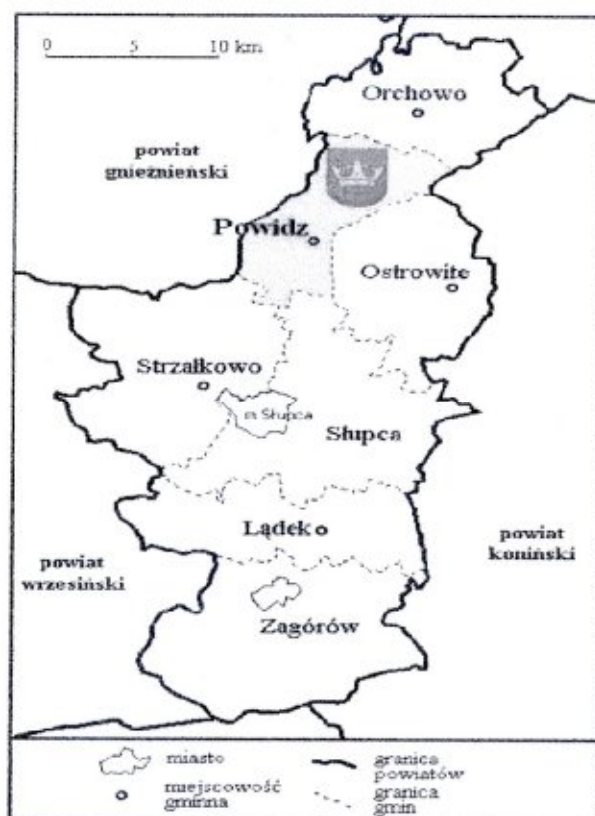 0 5 10 km
Orchowo
powiat
gnieźnieński
Powidz
Ostrowite
Strzałkowo
m Słupca
Słupca
Lądek
powiat
wrzesiński
powiat
koniński
Zagórów
miasto
granica
powiatów
miejscowość
gminna
granica
gmin